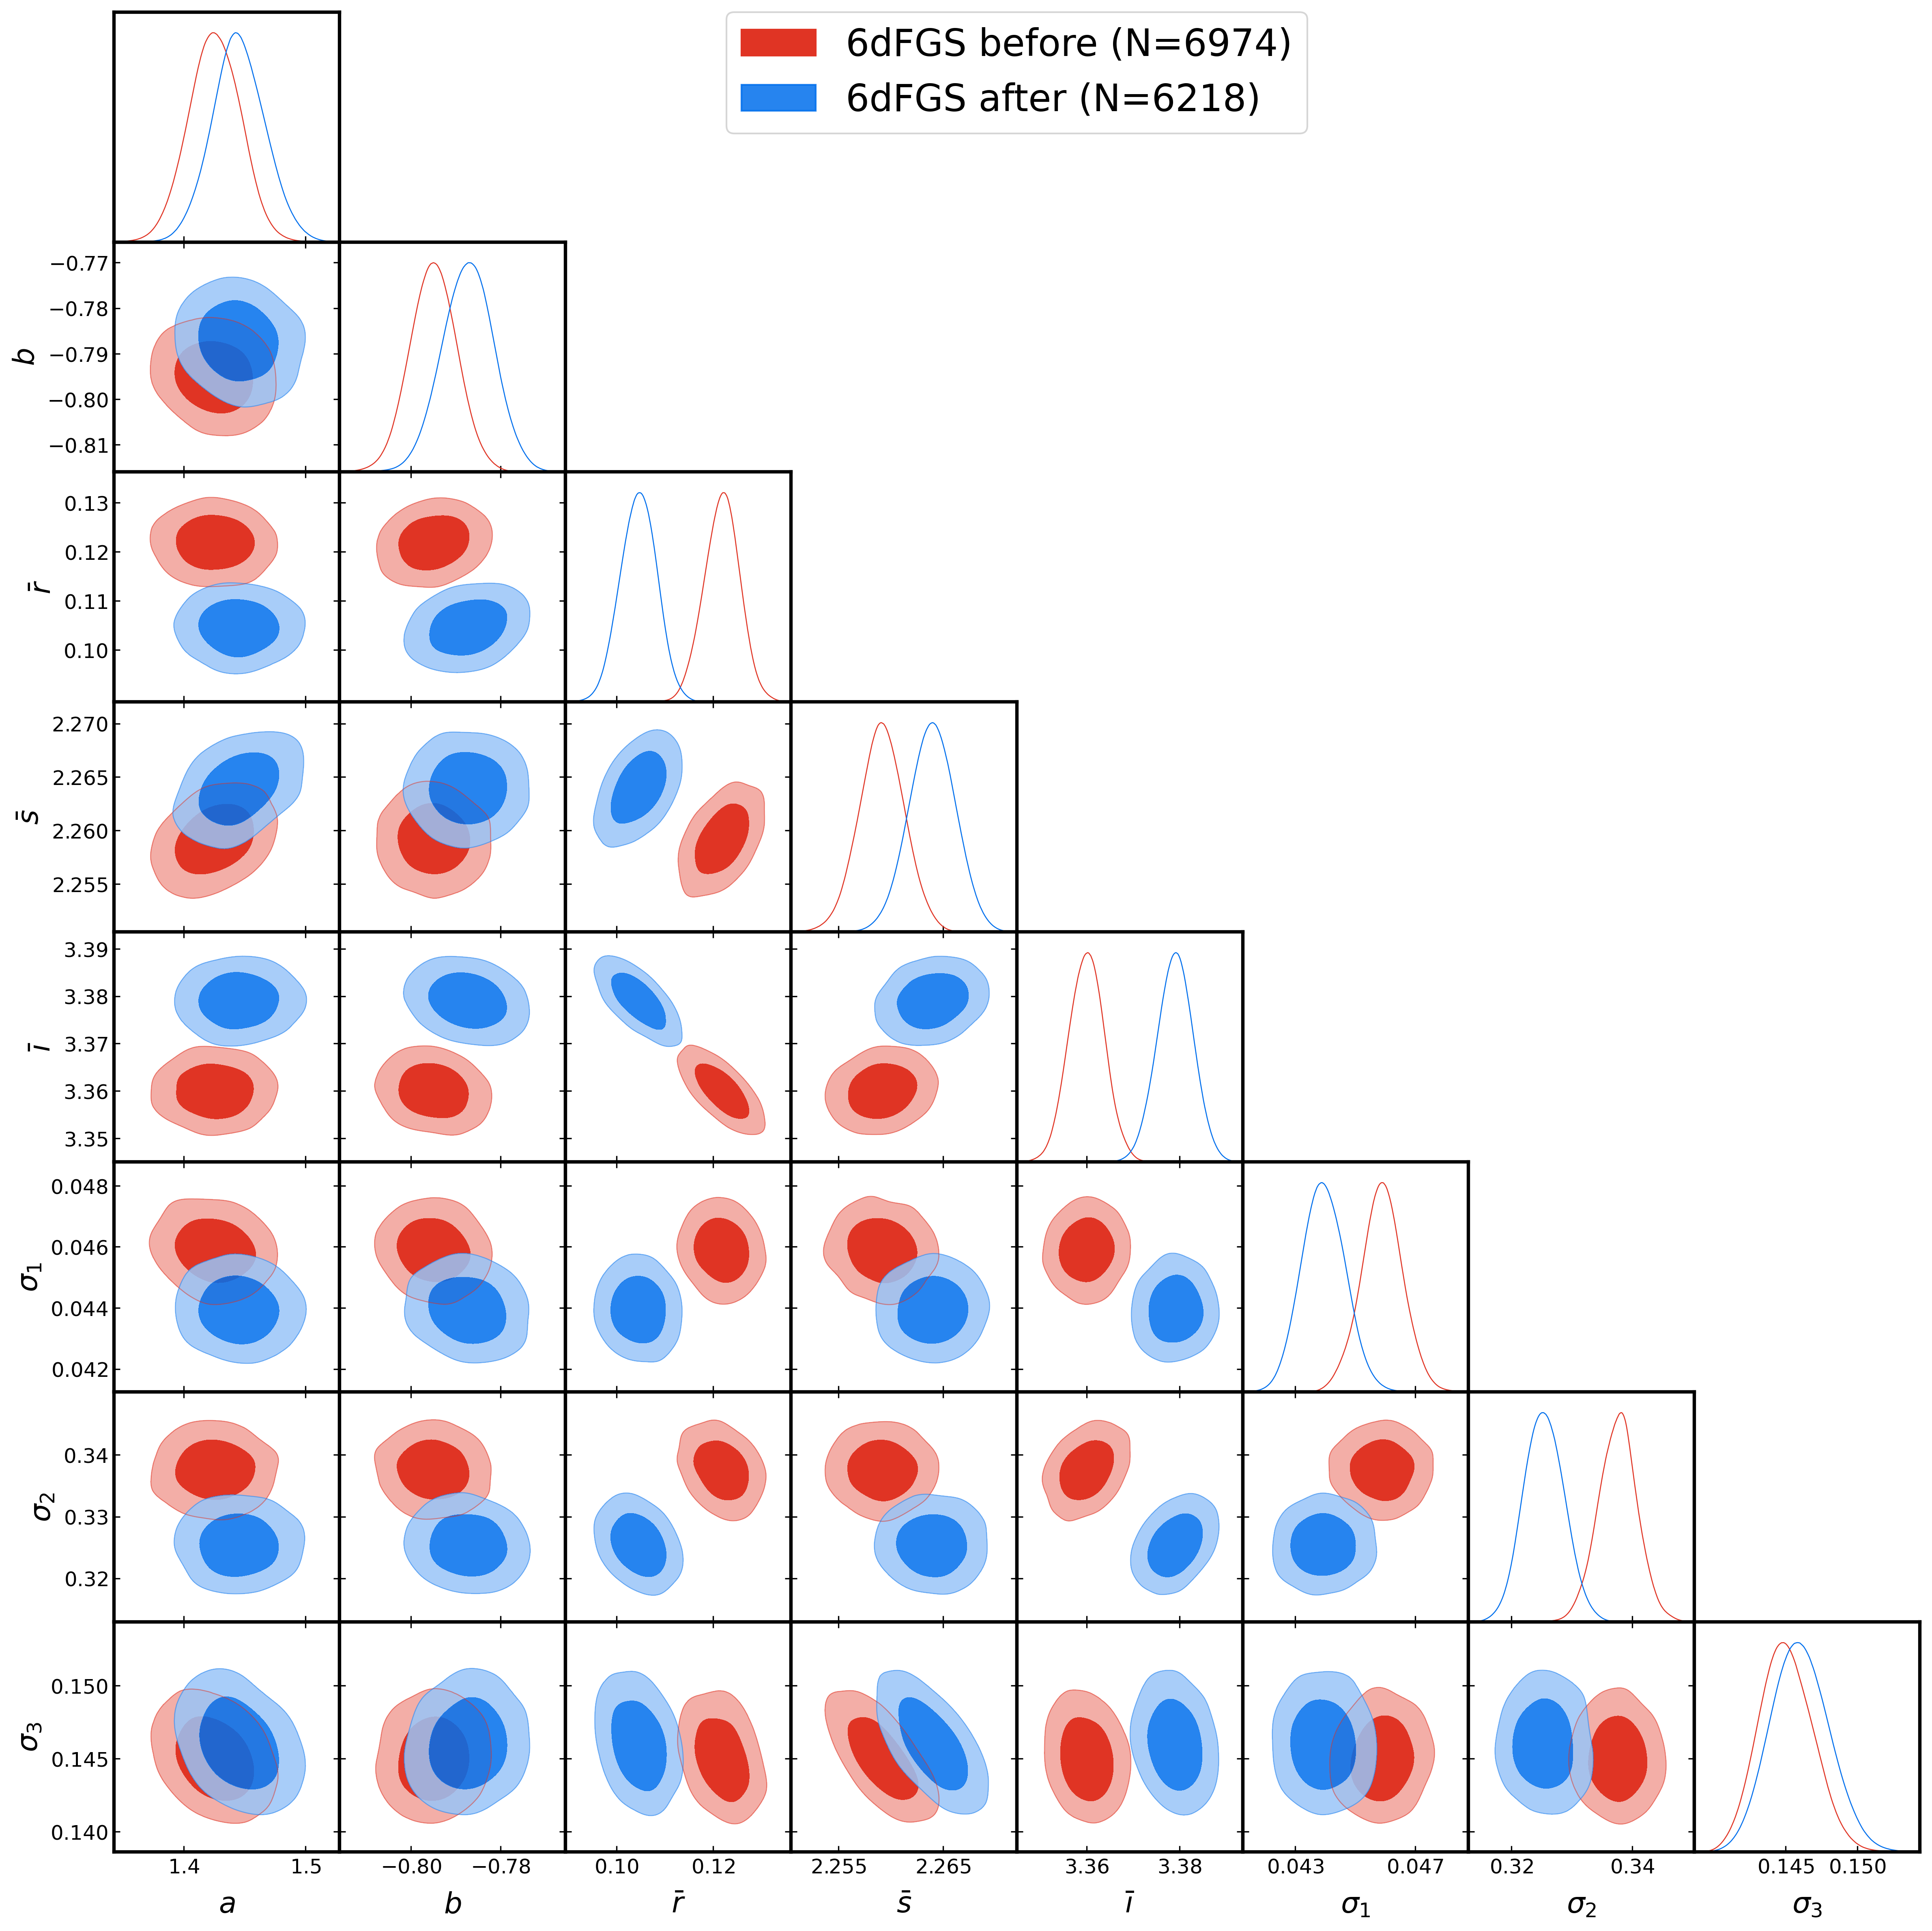 6dFGS before (N=6974)
6dFGS after (N=6218)
−0.77
−0.78
−0.79
−0.80
−0.81
b
0.13
0.12
0.11
0.10
r̄
2.270
2.265
2.260
2.255
s̄
3.39
3.38
3.37
3.36
3.35
ī
0.048
0.046
0.044
0.042
σ₁
0.34
0.33
0.32
σ₂
0.150
0.145
0.140
σ₃
1.4 1.5 −0.80 −0.78 0.10 0.12 2.255 2.265 3.36 3.38 0.043 0.047 0.32 0.34 0.145 0.150
a b r̄ s̄ ī σ₁ σ₂ σ₃